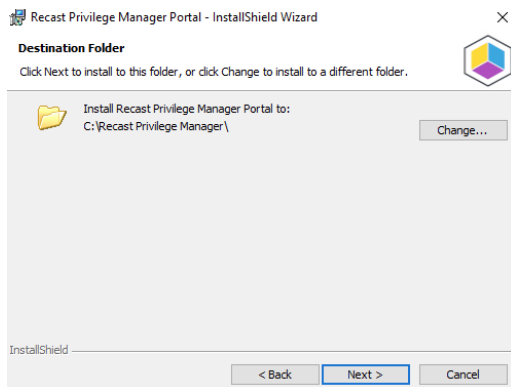 Recast Privilege Manager Portal - InstallShield Wizard
Destination Folder
Click Next to install to this folder, or click Change to install to a different folder.
Install Recast Privilege Manager Portal to:
C:\Recast Privilege Manager\
Change...
InstallShield
< Back
Next >
Cancel